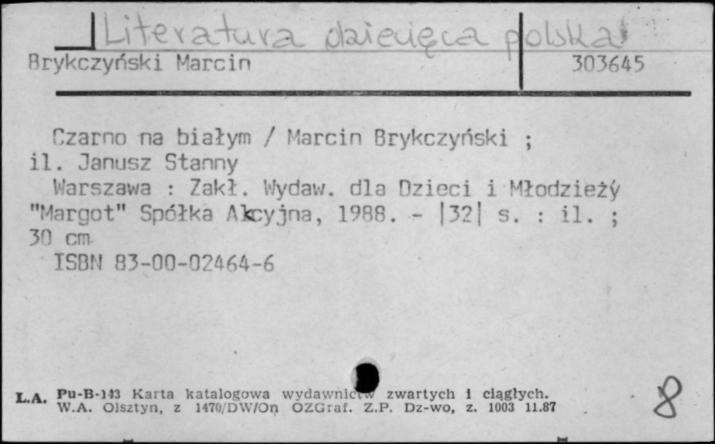 Literatura dziecięca polska
Brykczyński Marcin 303645
Czarno na białym / Marcin Brykczyński ;
il. Janusz Stanny
Warszawa : Zakł. Wydaw. dla Dzieci i Młodzieży
"Margot" Spółka Akcyjna, 1988. - |32| s. : il. ;
30 cm
ISBN 83-00-02464-6
L.A. Pu-B-143 Karta katalogowa wydawnictw zwartych i ciągłych.
W.A. Olsztyn, z 1470/DW/On OZGraf. Z.P. Dz-wo, z. 1003 11.87
8